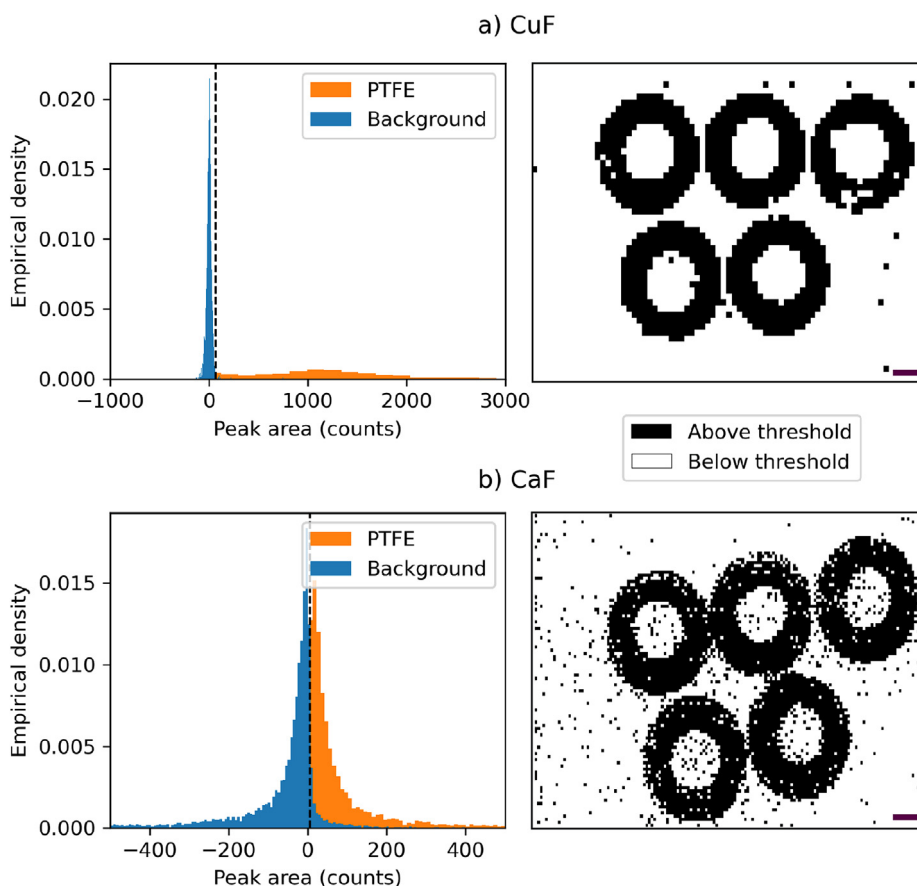 a) CuF
PTFE
Background
Empirical density
0.020
0.015
0.010
0.005
0.000
−1000 0 1000 2000 3000
Peak area (counts)
Above threshold
Below threshold
b) CaF
PTFE
Background
Empirical density
0.015
0.010
0.005
0.000
−400 −200 0 200 400
Peak area (counts)